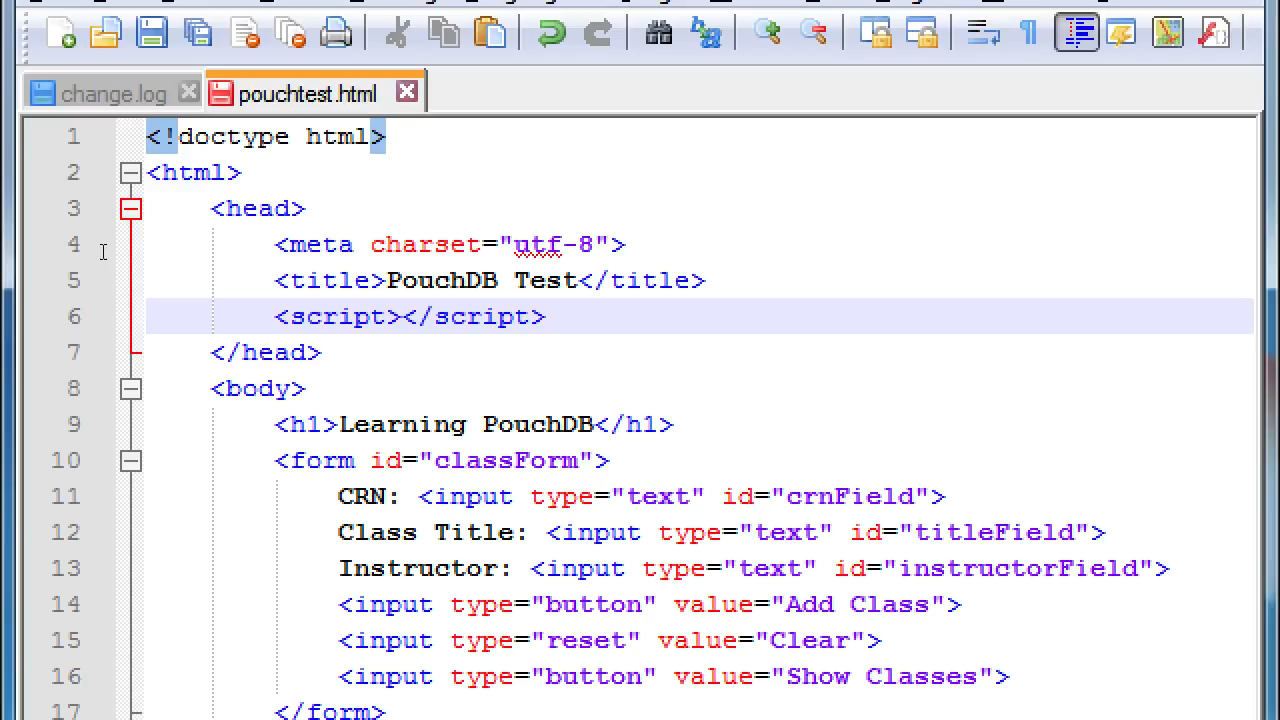 change.log pouchtest.html
1 <!doctype html>
2 <html>
3 <head>
4 <meta charset="utf-8">
5 <title>PouchDB Test</title>
6 <script></script>
7 </head>
8 <body>
9 <h1>Learning PouchDB</h1>
10 <form id="classForm">
11 CRN: <input type="text" id="crnField">
12 Class Title: <input type="text" id="titleField">
13 Instructor: <input type="text" id="instructorField">
14 <input type="button" value="Add Class">
15 <input type="reset" value="Clear">
16 <input type="button" value="Show Classes">
17 </form>